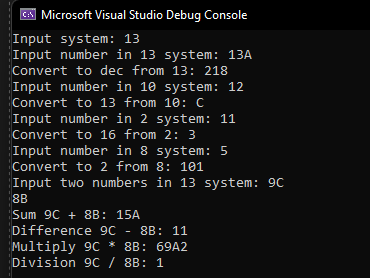 Microsoft Visual Studio Debug Console
Input system: 13
Input number in 13 system: 13A
Convert to dec from 13: 218
Input number in 10 system: 12
Convert to 13 from 10: C
Input number in 2 system: 11
Convert to 16 from 2: 3
Input number in 8 system: 5
Convert to 2 from 8: 101
Input two numbers in 13 system: 9C
8B
Sum 9C + 8B: 15A
Difference 9C - 8B: 11
Multiply 9C * 8B: 69A2
Division 9C / 8B: 1